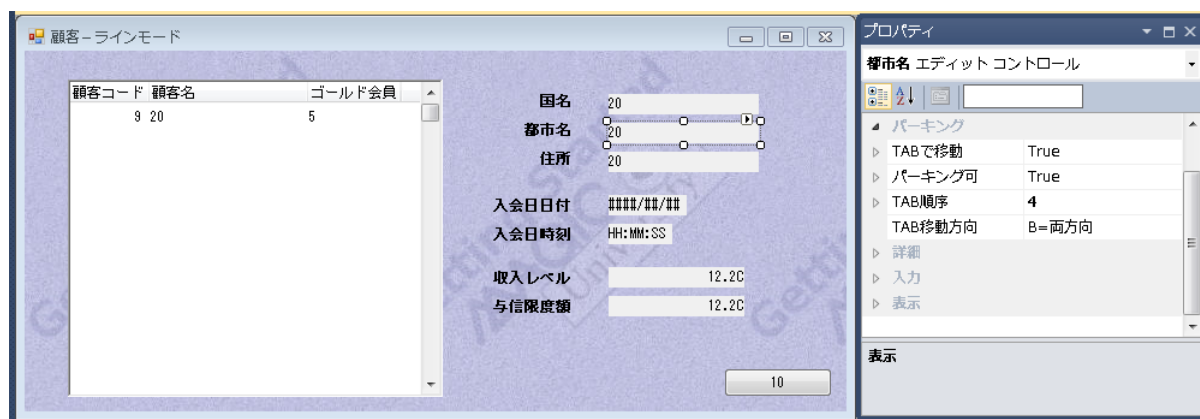 顧客－ラインモード
顧客コード 顧客名 ゴールド会員
9 20 5
国名 20
都市名 20
住所 20
入会日日付 ####/##/##
入会日時刻 HH:MM:SS
収入レベル 12.2C
与信限度額 12.2C
10
Getting Started
University
プロパティ
都市名 エディット コントロール
パーキング
TABで移動 True
パーキング可 True
TAB順序 4
TAB移動方向 B=両方向
詳細
入力
表示
表示